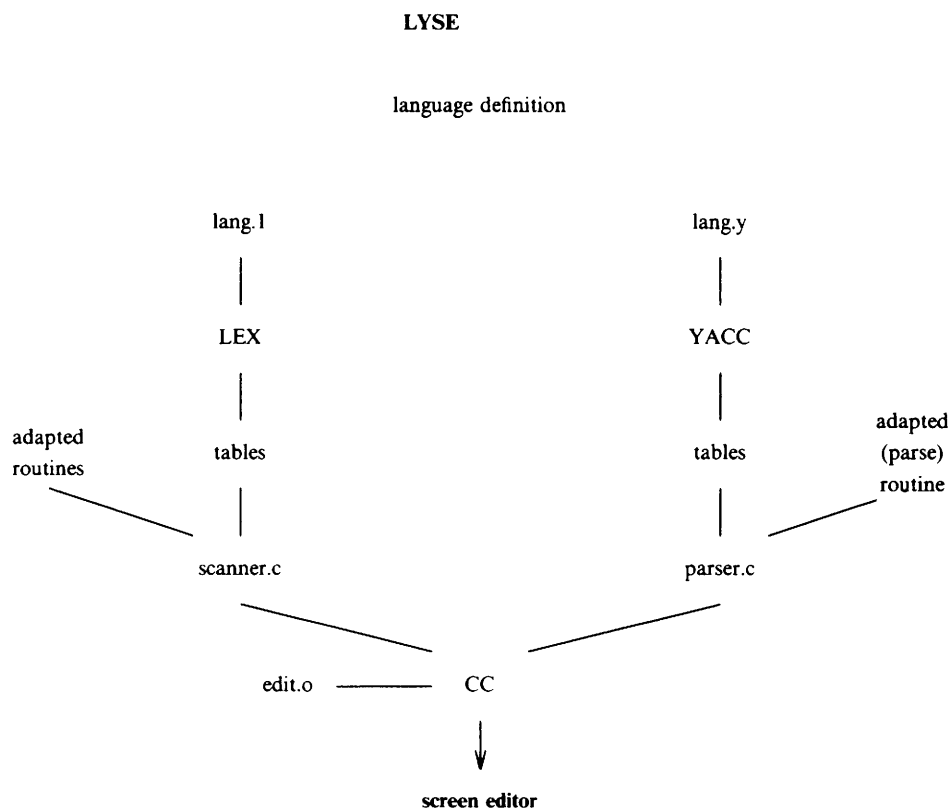 LYSE
language definition
lang.l
lang.y
LEX
YACC
adapted
routines
tables
tables
adapted
(parse)
routine
scanner.c
parser.c
edit.o
CC
screen editor